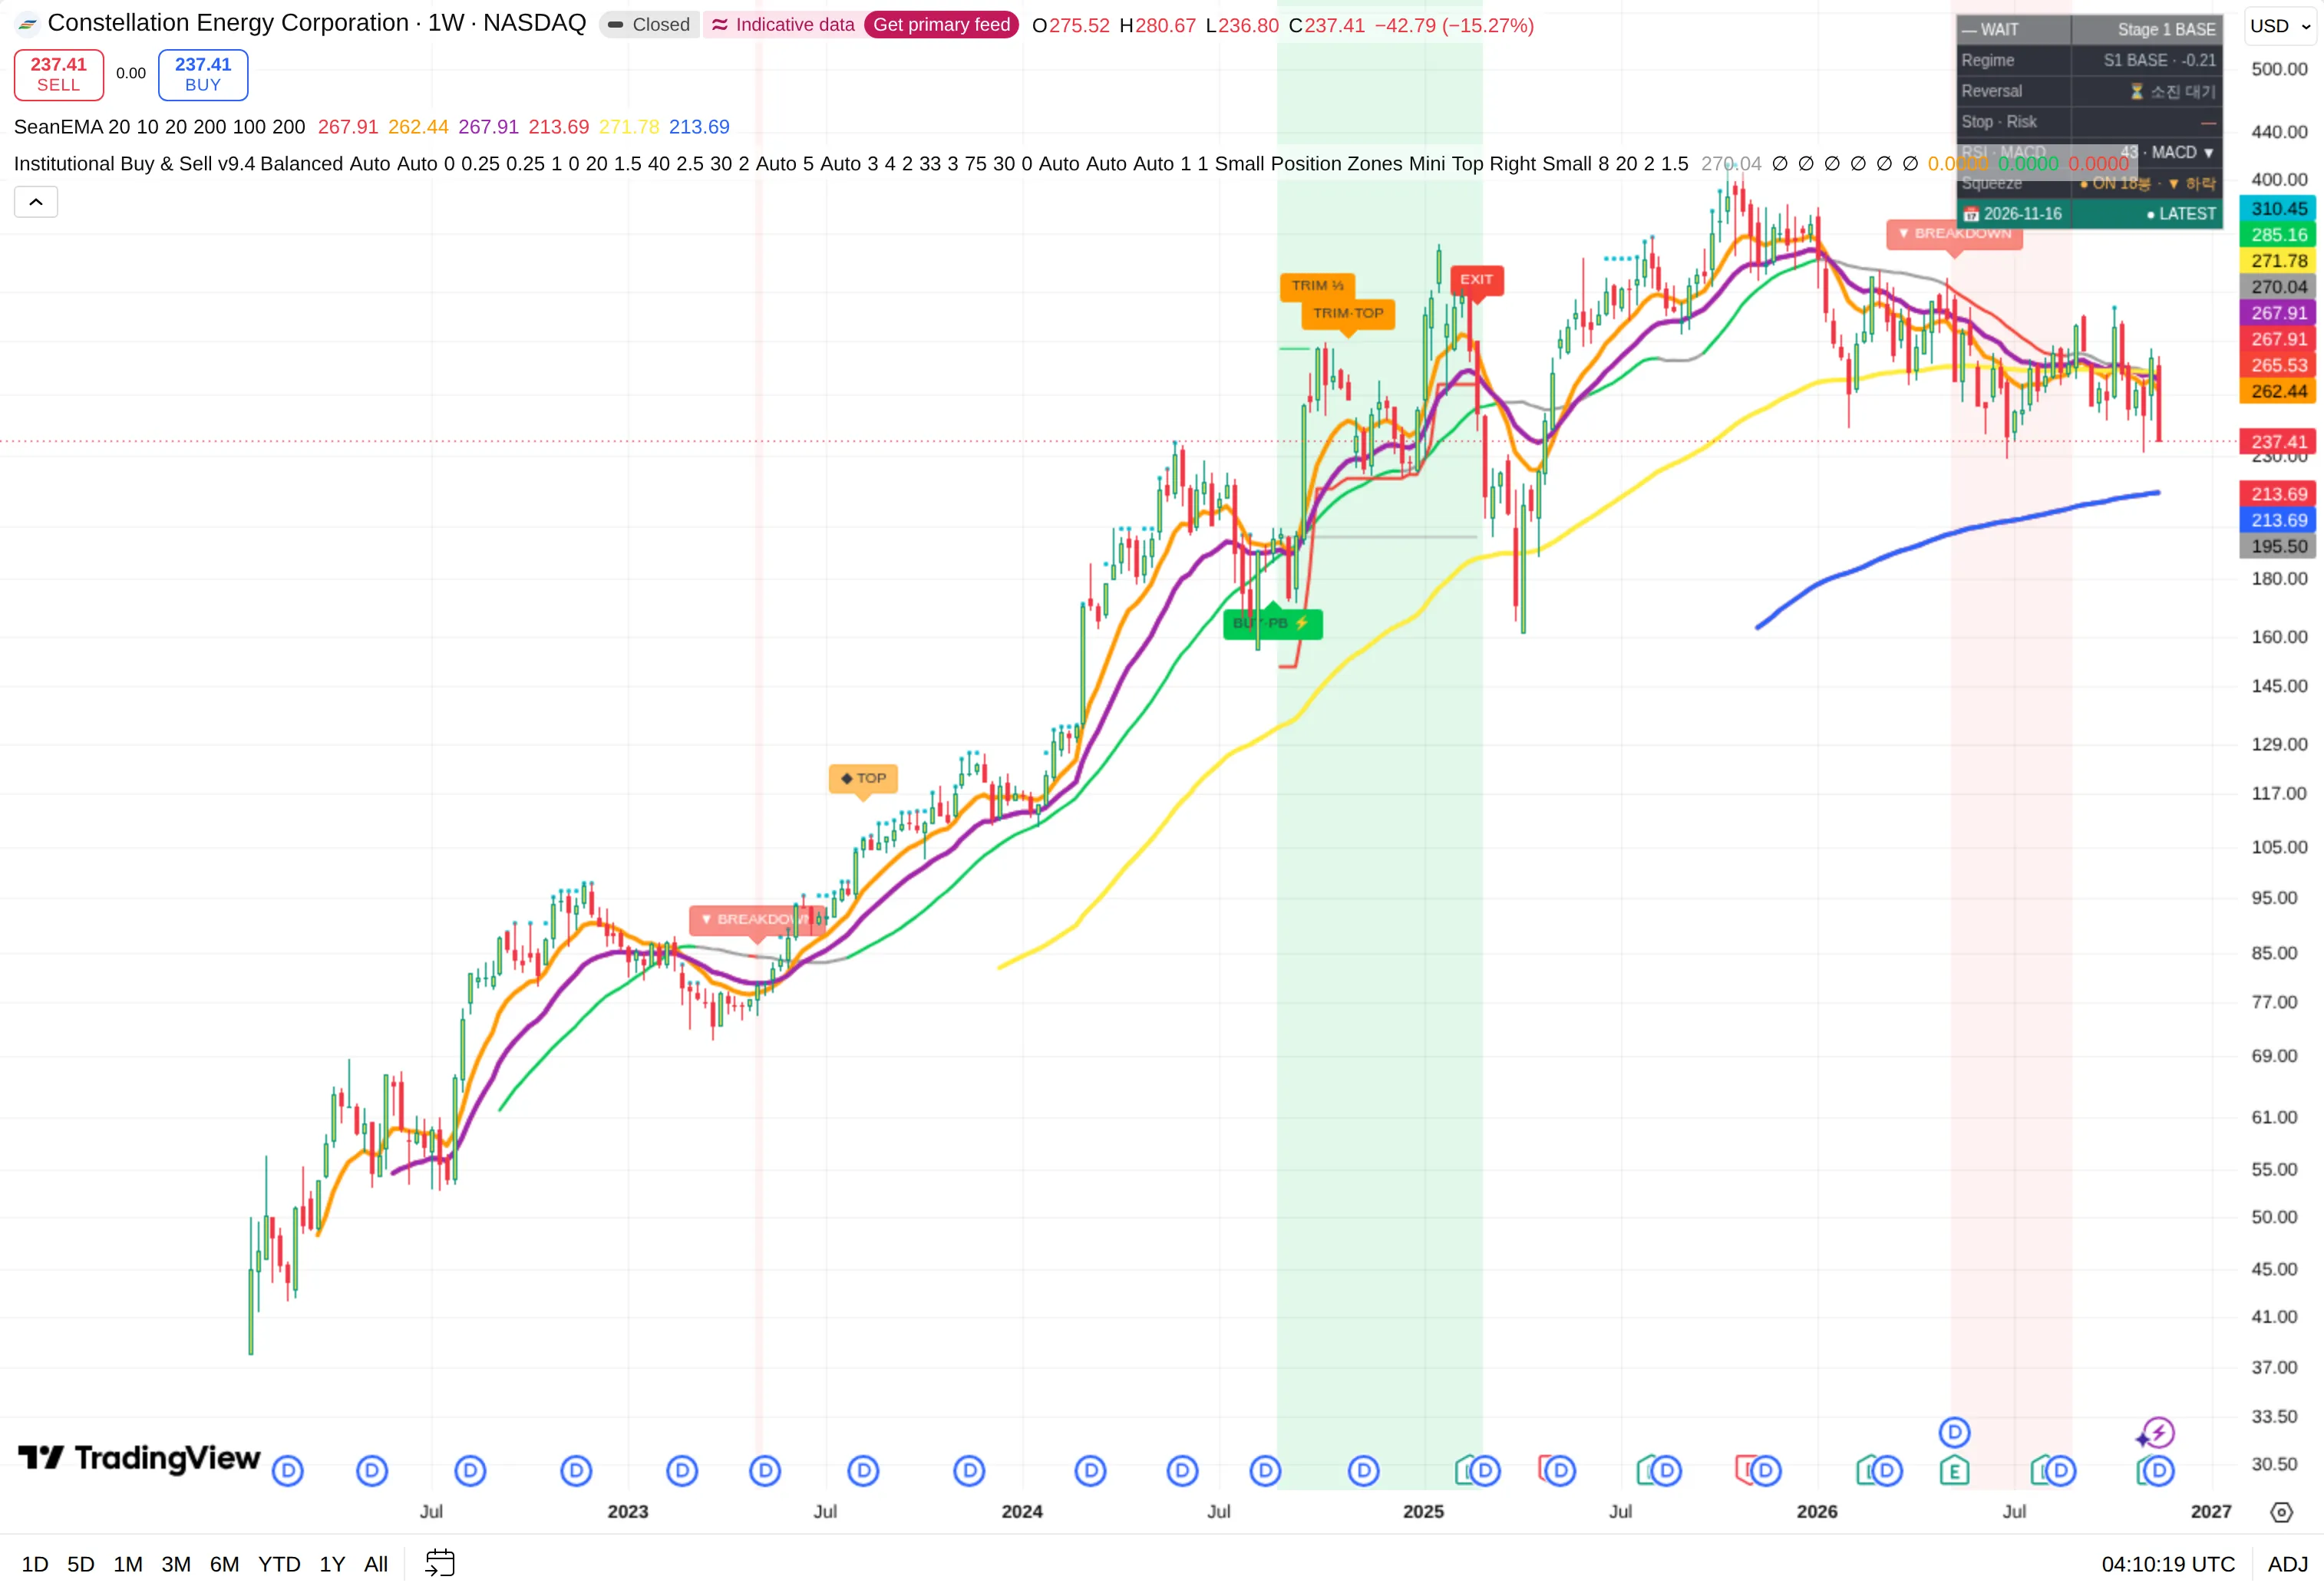 Constellation Energy Corporation · 1W · NASDAQ Closed Indicative data Get primary feed O275.52 H280.67 L236.80 C237.41 −42.79 (−15.27%)
237.41 SELL 0.00 237.41 BUY
SeanEMA 20 10 20 200 100 200 267.91 262.44 267.91 213.69 271.78 213.69
Institutional Buy & Sell v9.4 Balanced Auto Auto 0 0.25 0.25 1 0 20 1.5 40 2.5 30 2 Auto 5 Auto 3 4 2 33 3 75 30 0 Auto Auto Auto 1 1 Small Position Zones Mini Top Right Small 8 20 2 1.5 270.04 ∅ ∅ ∅ ∅ ∅ ∅ 0.0000 0.0000 0.0000
— WAIT Stage 1 BASE
Regime S1 BASE · -0.21
Reversal ⏳ 소진 대기
Stop · Risk —
RSI · MACD 43 · MACD ▼
Squeeze ● ON 18봉 · ▼ 하락
📅 2026-11-16 ● LATEST
USD
500.00
440.00
400.00
310.45
285.16
271.78
270.04
267.91
267.91
265.53
262.44
237.41
230.00
213.69
213.69
195.50
180.00
160.00
145.00
129.00
117.00
105.00
95.00
85.00
77.00
69.00
61.00
55.00
50.00
45.00
41.00
37.00
33.50
30.50
▼ BREAKDOWN
TRIM ⅓
EXIT
TRIM·TOP
BUY·PB ⚡
◆ TOP
▼ BREAKDOWN
TradingView
D D D D D D D D D D D D D D D D D D D D
D
E
Jul 2023 Jul 2024 Jul 2025 Jul 2026 Jul 2027
1D 5D 1M 3M 6M YTD 1Y All
04:10:19 UTC ADJ